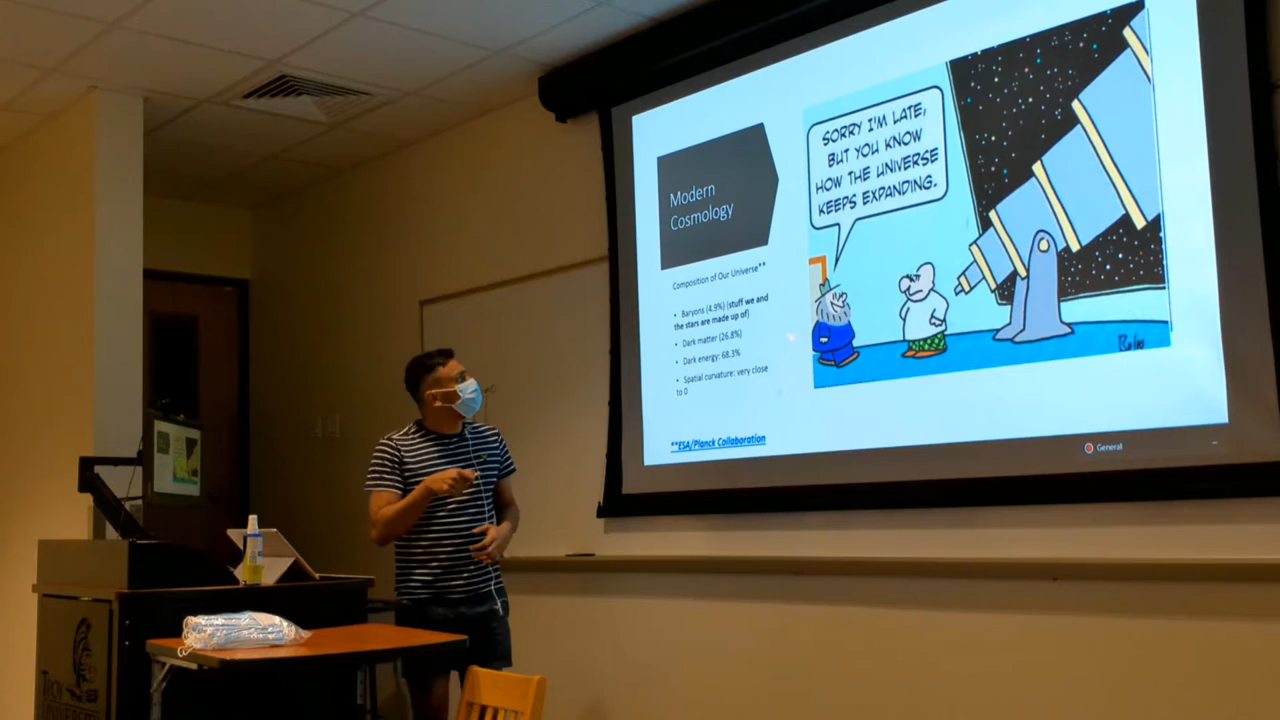 Modern
Cosmology
Composition of Our Universe**
• Baryons (4.9%) (stuff we and
the stars are made up of)
• Dark matter (26.8%)
• Dark energy: 68.3%
• Spatial curvature: very close
to 0
**ESA/Planck Collaboration
SORRY I'M LATE,
BUT YOU KNOW
HOW THE UNIVERSE
KEEPS EXPANDING.
General
TROY
UNIVERSITY